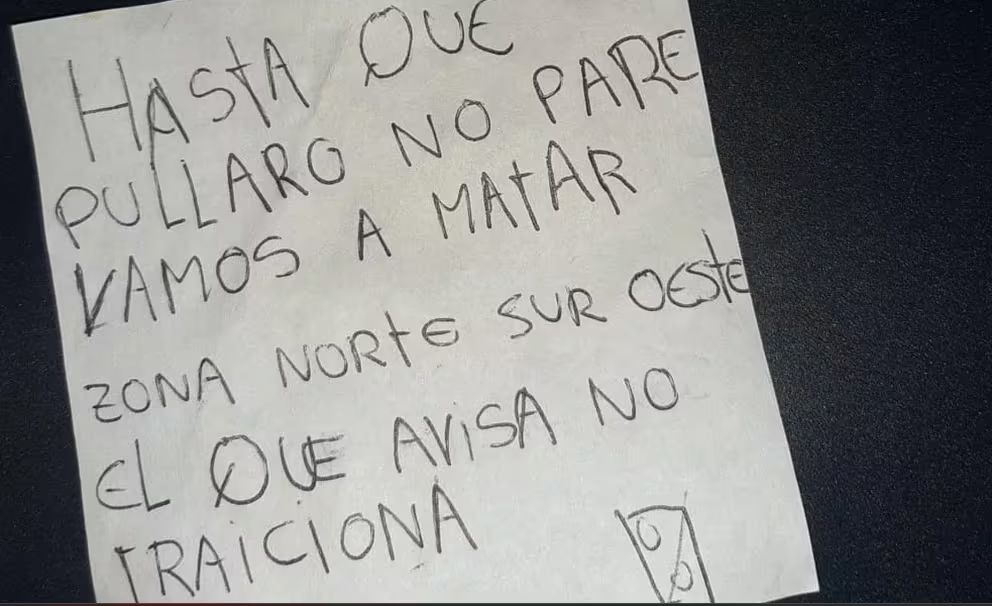 HASTA QUE
PULLARO NO PARE
VAMOS A MATAR
ZONA NORTE SUR OESTE
EL QUE AVISA NO
TRAICIONA